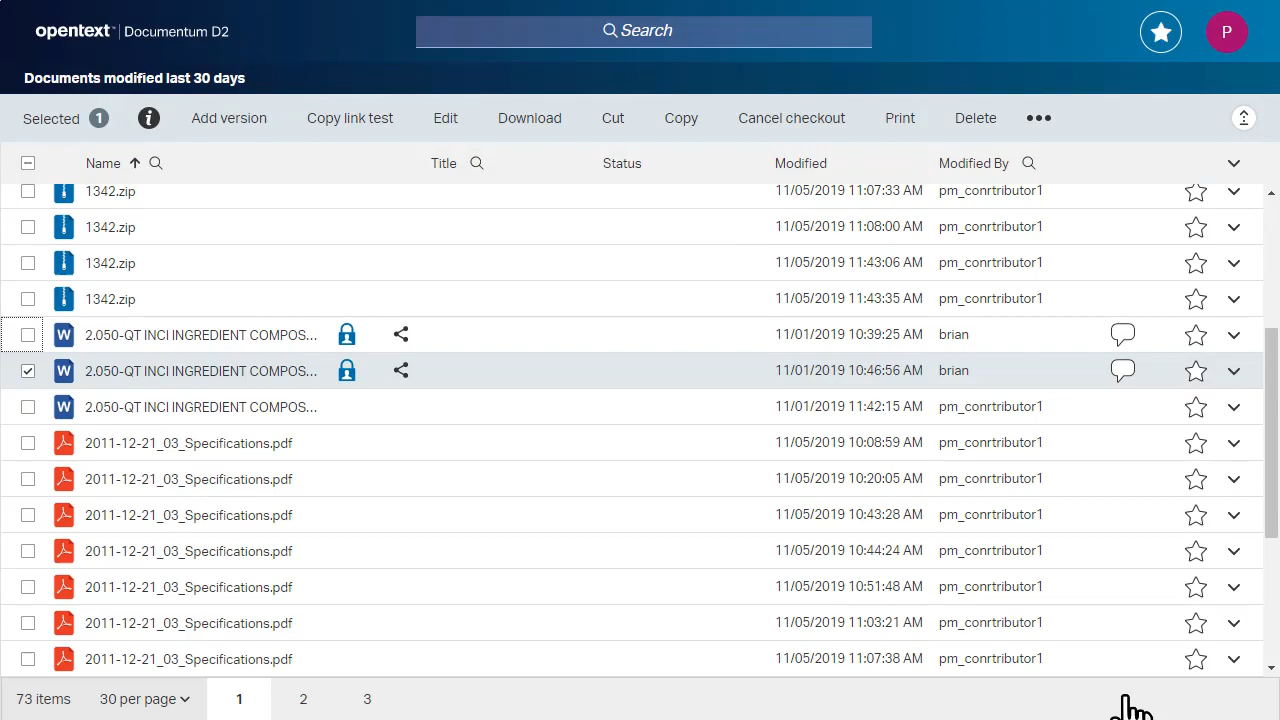 opentext™ | Documentum D2
Search
P
Documents modified last 30 days
Selected 1 i Add version Copy link test Edit Download Cut Copy Cancel checkout Print Delete •••
Name Title Status Modified Modified By
1342.zip 11/05/2019 11:07:33 AM pm_conrtributor1
1342.zip 11/05/2019 11:08:00 AM pm_conrtributor1
1342.zip 11/05/2019 11:43:06 AM pm_conrtributor1
1342.zip 11/05/2019 11:43:35 AM pm_conrtributor1
W 2.050-QT INCI INGREDIENT COMPOS... 11/01/2019 10:39:25 AM brian
W 2.050-QT INCI INGREDIENT COMPOS... 11/01/2019 10:46:56 AM brian
W 2.050-QT INCI INGREDIENT COMPOS... 11/01/2019 11:42:15 AM pm_conrtributor1
2011-12-21_03_Specifications.pdf 11/05/2019 10:08:59 AM pm_conrtributor1
2011-12-21_03_Specifications.pdf 11/05/2019 10:20:05 AM pm_conrtributor1
2011-12-21_03_Specifications.pdf 11/05/2019 10:43:28 AM pm_conrtributor1
2011-12-21_03_Specifications.pdf 11/05/2019 10:44:24 AM pm_conrtributor1
2011-12-21_03_Specifications.pdf 11/05/2019 10:51:48 AM pm_conrtributor1
2011-12-21_03_Specifications.pdf 11/05/2019 11:03:21 AM pm_conrtributor1
2011-12-21_03_Specifications.pdf 11/05/2019 11:07:38 AM pm_conrtributor1
73 items 30 per page 1 2 3